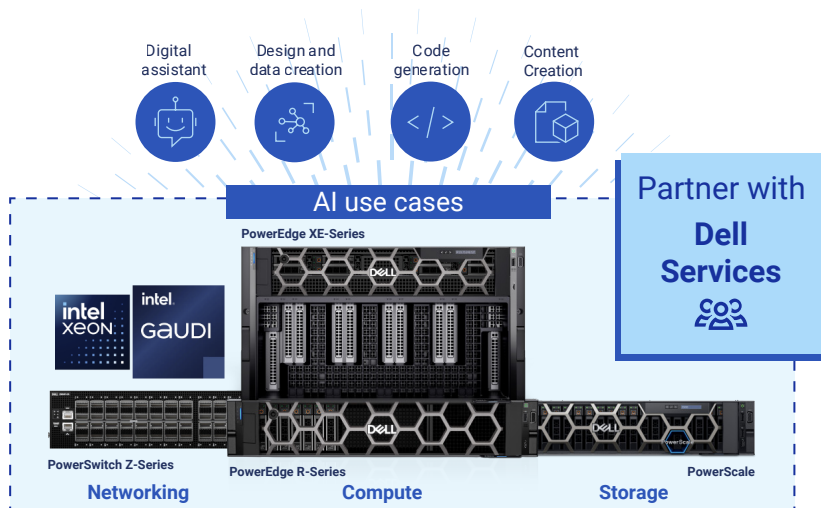 Digital
assistant
Design and
data creation
Code
generation
Content
Creation
</>
AI use cases
Partner with
Dell
Services
PowerEdge XE-Series
intel
xeon
intel.
GAUDI
DELL
DELL
DELL
PowerScale
PowerSwitch Z-Series
PowerEdge R-Series
PowerScale
Networking
Compute
Storage